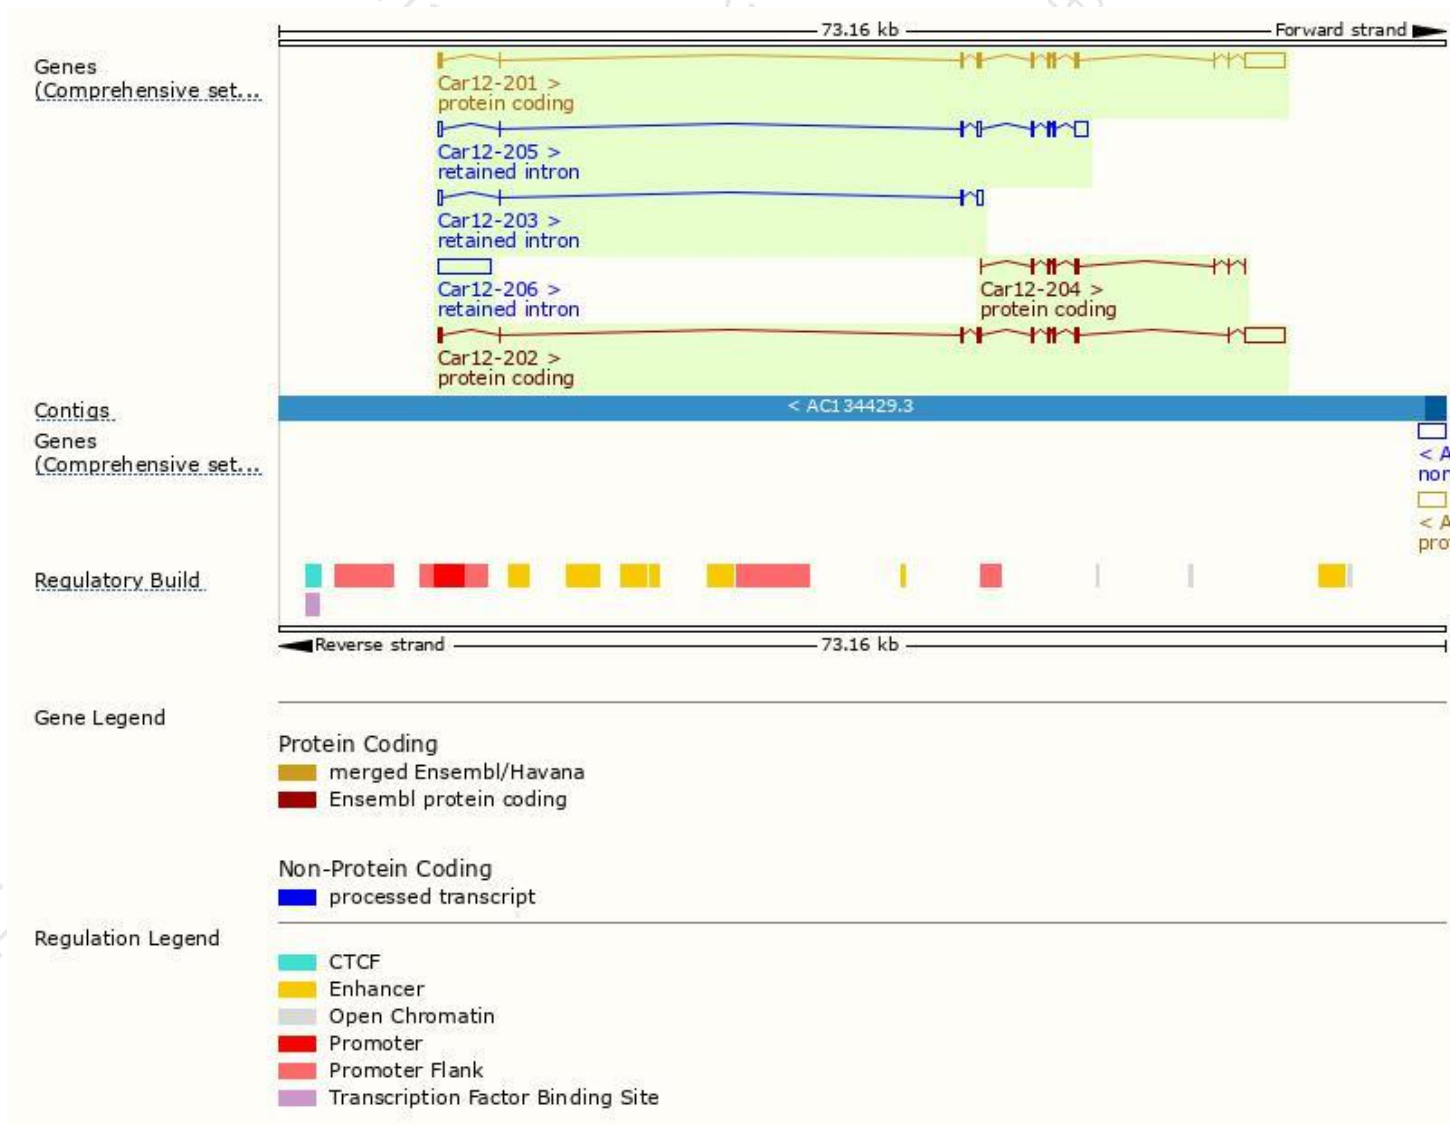 73.16 kb Forward strand
Genes
(Comprehensive set...
Car12-201 >
protein coding
Car12-205 >
retained intron
Car12-203 >
retained intron
Car12-206 > Car12-204 >
retained intron protein coding
Car12-202 >
protein coding
Contigs < AC134429.3
Genes
(Comprehensive set...
< A
non
< A
pro
Regulatory Build
Reverse strand 73.16 kb
Gene Legend
Protein Coding
merged Ensembl/Havana
Ensembl protein coding
Non-Protein Coding
processed transcript
Regulation Legend
CTCF
Enhancer
Open Chromatin
Promoter
Promoter Flank
Transcription Factor Binding Site